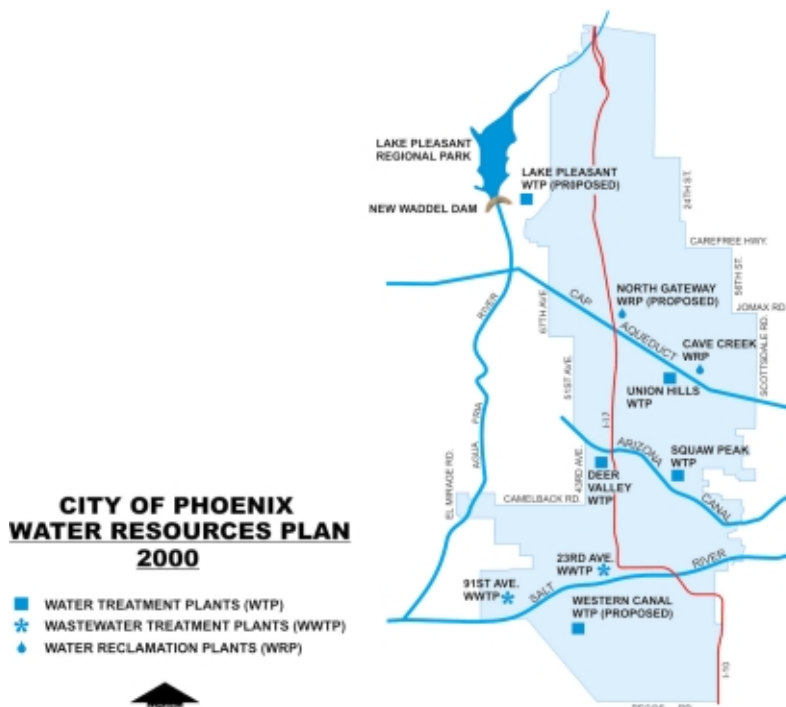 LAKE PLEASANT
REGIONAL PARK
LAKE PLEASANT
WTP (PROPOSED)
NEW WADDEL DAM
24TH ST.
CAREFREE HWY.
56TH ST.
NORTH GATEWAY
WRP (PROPOSED)
JOMAX RD
67TH AVE.
CAP
AQUEDUCT
RIVER
CAVE CREEK
WRP
SCOTTSDALE RD.
51ST AVE.
UNION HILLS
WTP
I-17
AGUA FRIA
ARIZONA
CANAL
SQUAW PEAK
WTP
43RD AVE.
DEER
VALLEY
WTP
EL MIRAGE RD.
CAMELBACK RD.
CITY OF PHOENIX
WATER RESOURCES PLAN
2000
23RD AVE.
WWTP
RIVER
91ST AVE.
WWTP
SALT
WESTERN CANAL
WTP (PROPOSED)
WATER TREATMENT PLANTS (WTP)
WASTEWATER TREATMENT PLANTS (WWTP)
WATER RECLAMATION PLANTS (WRP)
I-10